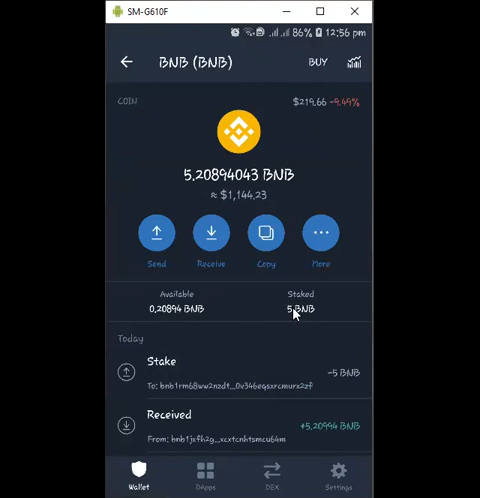 SM-G610F
86% 12:56 pm
BNB (BNB)
BUY
COIN
$219.66 -9.49%
5.20894043 BNB
≈ $1,144.23
Send Receive Copy More
Available Staked
0.20894 BNB 5 BNB
Today
Stake
-5 BNB
To: bnb1rm68ww2nzdt...0v346eqsxrcmurx2zf
Received
+5.20994 BNB
From: bnb1jxfh2g...xcxtcnhtsmcu64m
Wallet DApps DEX Settings